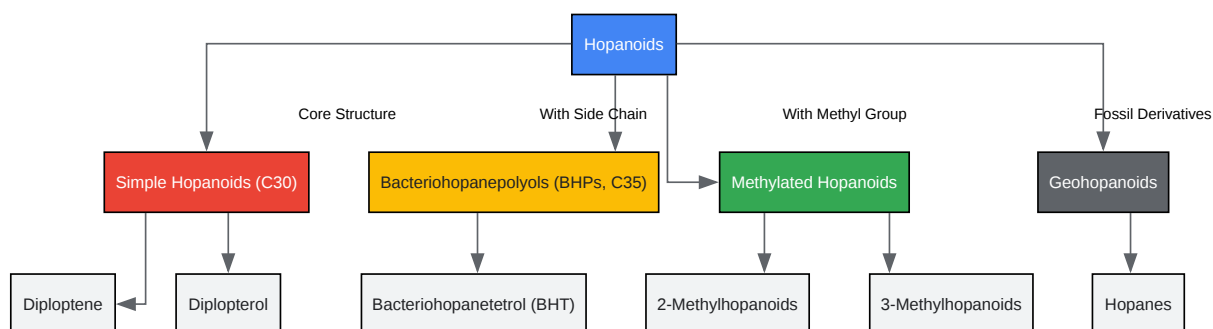 Hopanoids
Core Structure
With Side Chain
With Methyl Group
Fossil Derivatives
Simple Hopanoids (C30)
Bacteriohopanepolyols (BHPs, C35)
Methylated Hopanoids
Geohopanoids
Diploptene
Diplopterol
Bacteriohopanetetrol (BHT)
2-Methylhopanoids
3-Methylhopanoids
Hopanes